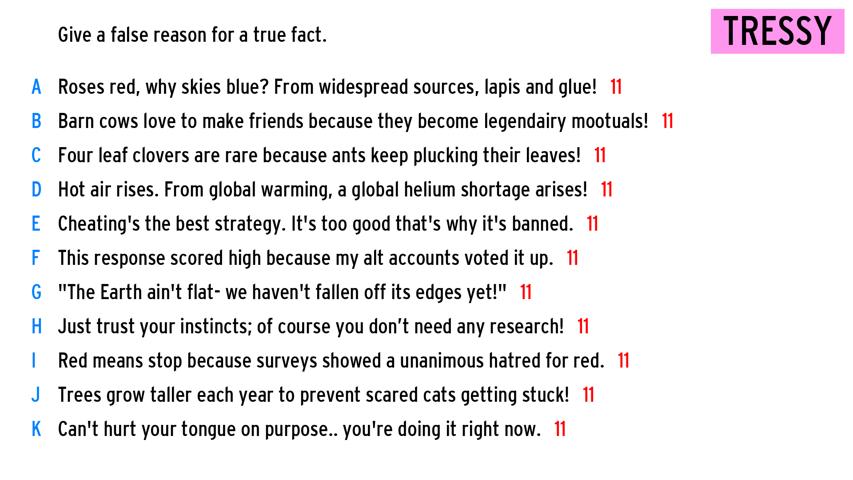 Give a false reason for a true fact.
TRESSY
A Roses red, why skies blue? From widespread sources, lapis and glue! 11
B Barn cows love to make friends because they become legendairy mootuals! 11
C Four leaf clovers are rare because ants keep plucking their leaves! 11
D Hot air rises. From global warming, a global helium shortage arises! 11
E Cheating's the best strategy. It's too good that's why it's banned. 11
F This response scored high because my alt accounts voted it up. 11
G "The Earth ain't flat- we haven't fallen off its edges yet!" 11
H Just trust your instincts; of course you don’t need any research! 11
I Red means stop because surveys showed a unanimous hatred for red. 11
J Trees grow taller each year to prevent scared cats getting stuck! 11
K Can't hurt your tongue on purpose.. you're doing it right now. 11